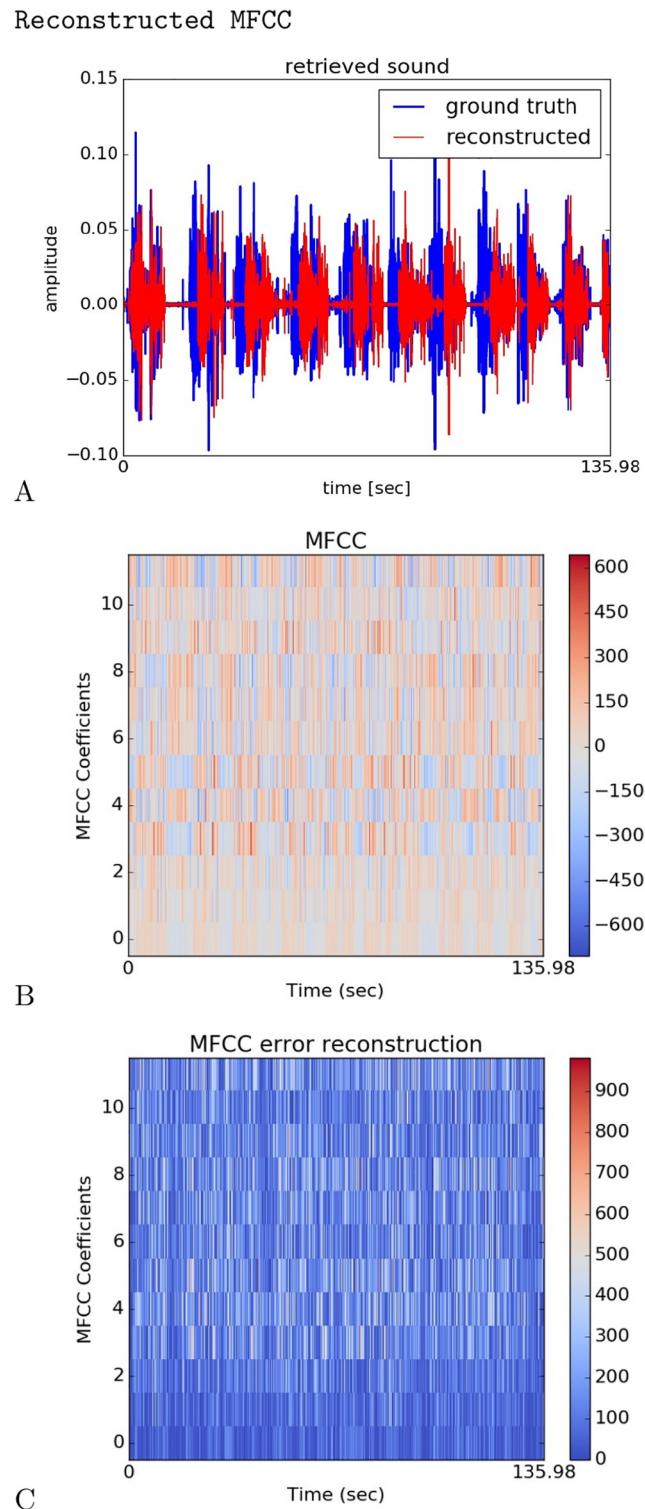 Reconstructed MFCC
retrieved sound
0.15
ground truth
reconstructed
0.10
0.05
0.00
−0.05
−0.10
amplitude
0
135.98
time [sec]
A
MFCC
10
8
6
4
2
0
MFCC Coefficients
0
135.98
Time (sec)
600
450
300
150
0
−150
−300
−450
−600
B
MFCC error reconstruction
10
8
6
4
2
0
MFCC Coefficients
0
135.98
Time (sec)
900
800
700
600
500
400
300
200
100
0
C